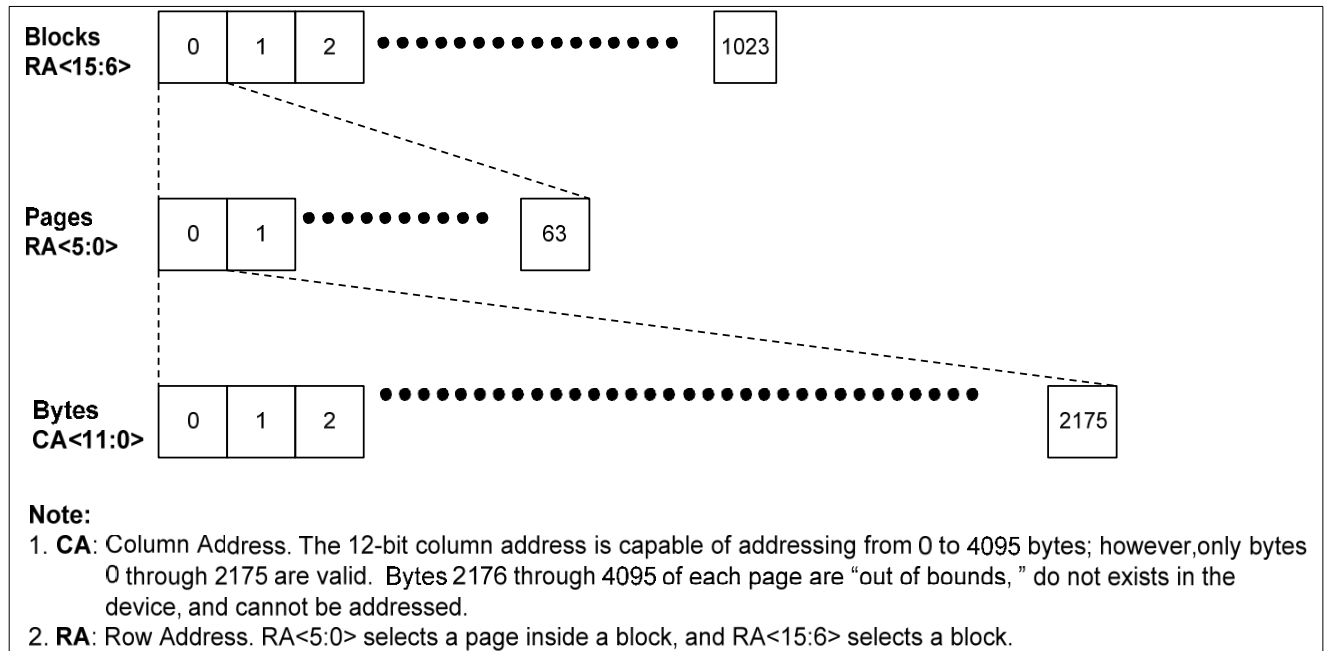 Blocks
RA<15:6>
0 1 2 1023
Pages
RA<5:0>
0 1 63
Bytes
CA<11:0>
0 1 2 2175
Note:
1. CA: Column Address. The 12-bit column address is capable of addressing from 0 to 4095 bytes; however,only bytes
0 through 2175 are valid. Bytes 2176 through 4095 of each page are “out of bounds, ” do not exists in the
device, and cannot be addressed.
2. RA: Row Address. RA<5:0> selects a page inside a block, and RA<15:6> selects a block.